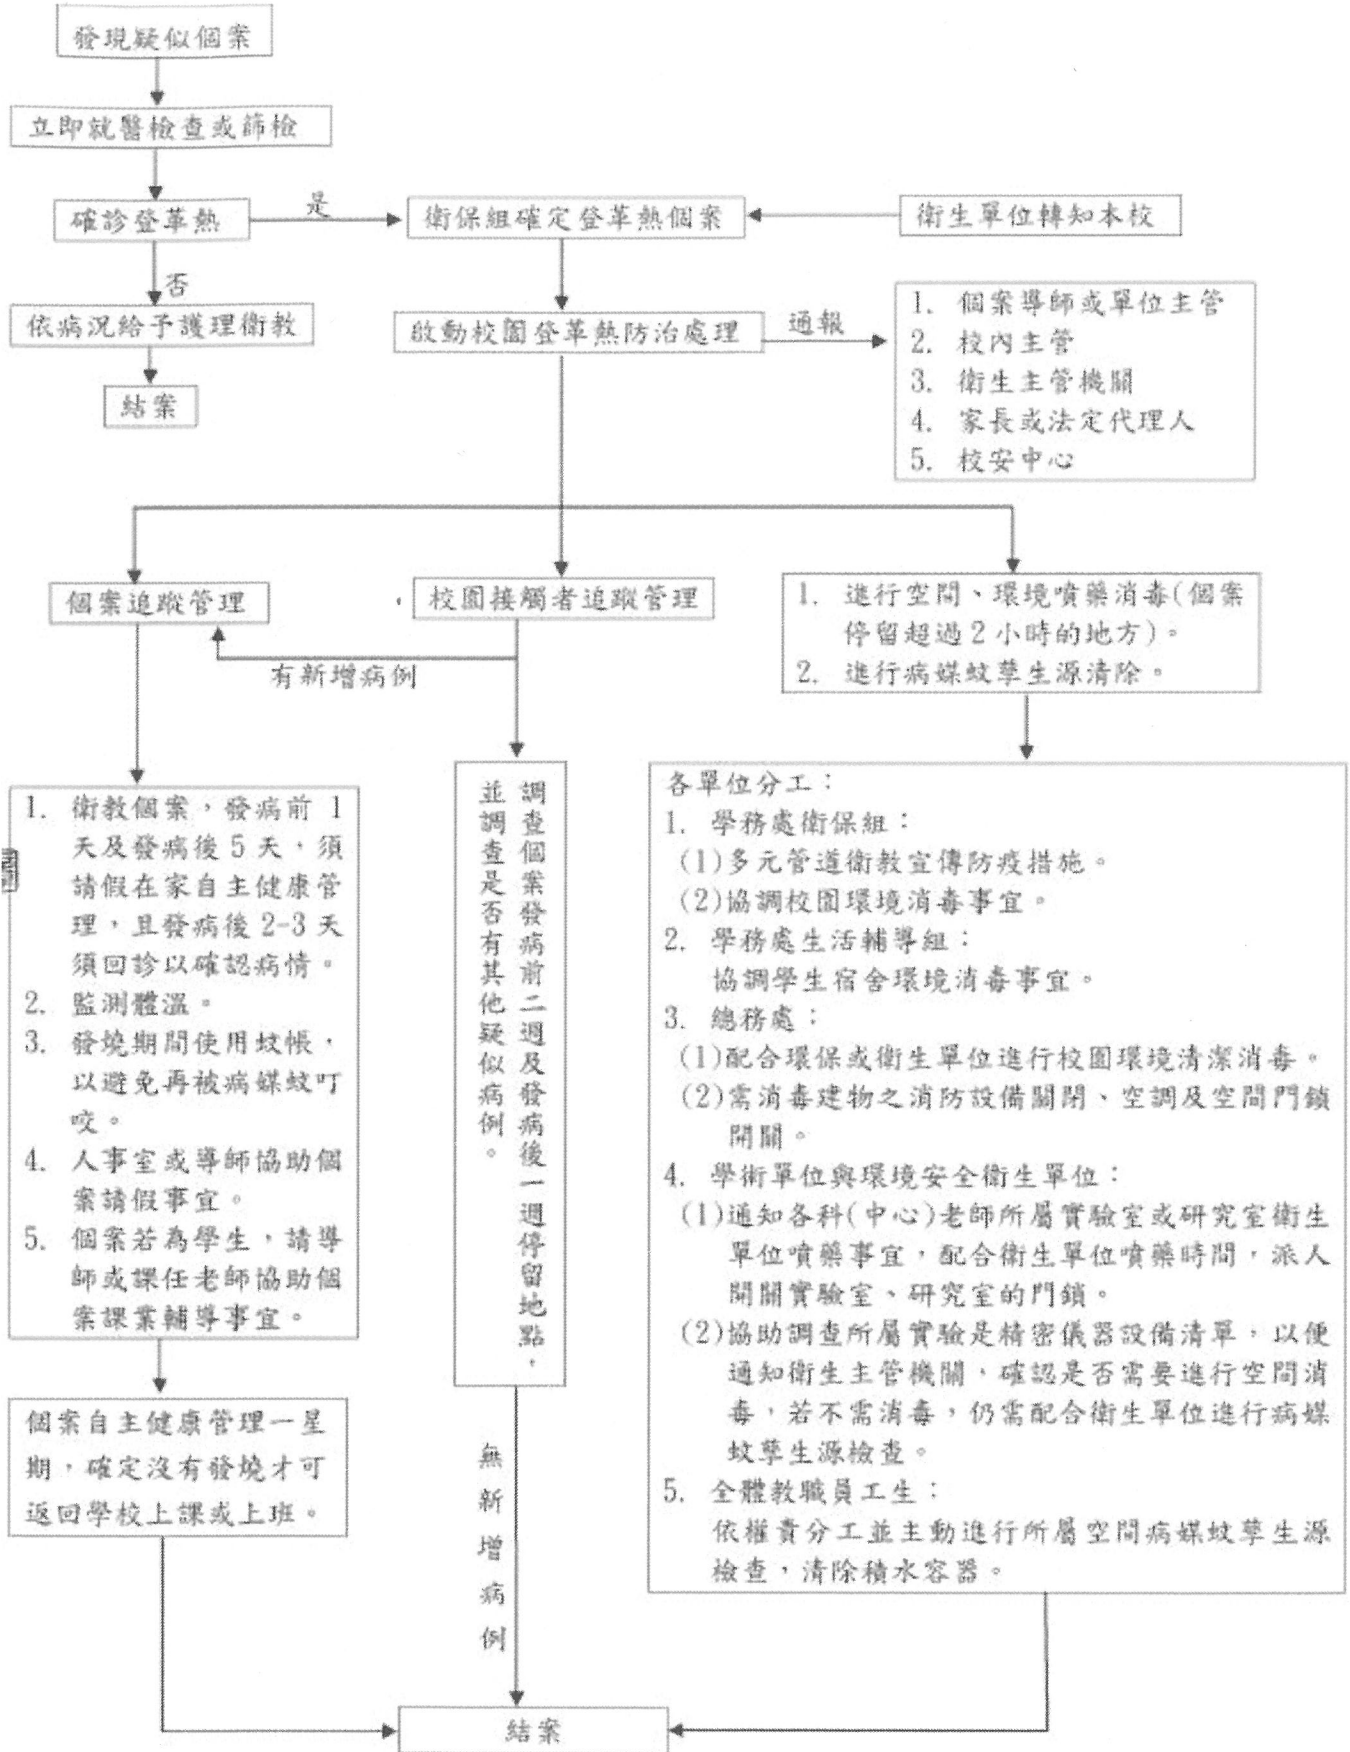 發現疑似個案
立即就醫檢查或篩檢
確診登革熱
是
衛保組確定登革熱個案
衛生單位轉知本校
否
依病況給予護理衛教
結案
啟動校園登革熱防治處理
通報
1. 個案導師或單位主管
2. 校內主管
3. 衛生主管機關
4. 家長或法定代理人
5. 校安中心
個案追蹤管理
校園接觸者追蹤管理
有新增病例
1. 進行空間、環境噴藥消毒(個案
停留超過2小時的地方)。
2. 進行病媒蚊孳生源清除。
1. 衛教個案，發病前 1
天及發病後5天，須
請假在家自主健康管
理，且發病後2-3天
須回診以確認病情。
2. 監測體溫。
3. 發燒期間使用蚊帳，
以避免再被病媒蚊叮
咬。
4. 人事室或導師協助個
案請假事宜。
5. 個案若為學生，請導
師或課任老師協助個
案課業輔導事宜。
個案自主健康管理一星
期，確定沒有發燒才可
返回學校上課或上班。
調查個案發病前二週及發病後一週停留地點，
並調查是否有其他疑似病例。
無新增病例
各單位分工：
1. 學務處衛保組：
(1)多元管道衛教宣傳防疫措施。
(2)協調校園環境消毒事宜。
2. 學務處生活輔導組：
協調學生宿舍環境消毒事宜。
3. 總務處：
(1)配合環保或衛生單位進行校園環境清潔消毒。
(2)需消毒建物之消防設備關閉、空調及空間門鎖
開關。
4. 學術單位與環境安全衛生單位：
(1)通知各科(中心)老師所屬實驗室或研究室衛生
單位噴藥事宜，配合衛生單位噴藥時間，派人
開關實驗室、研究室的門鎖。
(2)協助調查所屬實驗是精密儀器設備清單，以便
通知衛生主管機關，確認是否需要進行空間消
毒，若不需消毒，仍需配合衛生單位進行病媒
蚊孳生源檢查。
5. 全體教職員工生：
依權責分工並主動進行所屬空間病媒蚊孳生源
檢查，清除積水容器。
結案